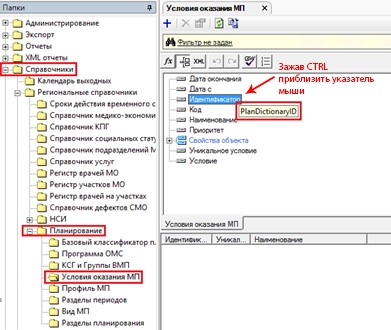 Папки
Администрирование
Экспорт
Отчеты
XML отчеты
Справочники
Календарь выходных
Региональные справочники
Сроки действия временного с
Справочник медико-экономи
Справочник КПГ
Справочник социальных стат
Справочник подразделений М
Справочник услуг
Регистр врачей МО
Регистр участков МО
Регистр врачей на участках
Справочник дефектов СМО
НСИ
Планирование
Базовый классификатор п
Программа ОМС
КСГ и Группы ВМП
Условия оказания МП
Профиль МП
Разделы периодов
Вид МП
Разделы планирования
Условия оказания МП
Фильтр не задан
fx XML
Дата окончания
Дата с
Идентификатор
Код
Наименование
Приоритет
Свойства объекта
Уникальное условие
Условие
PlanDictionaryID
Зажав CTRL
приблизить указатель
мыши
Условия оказания МП
Идентифик... Уникал... Наименование